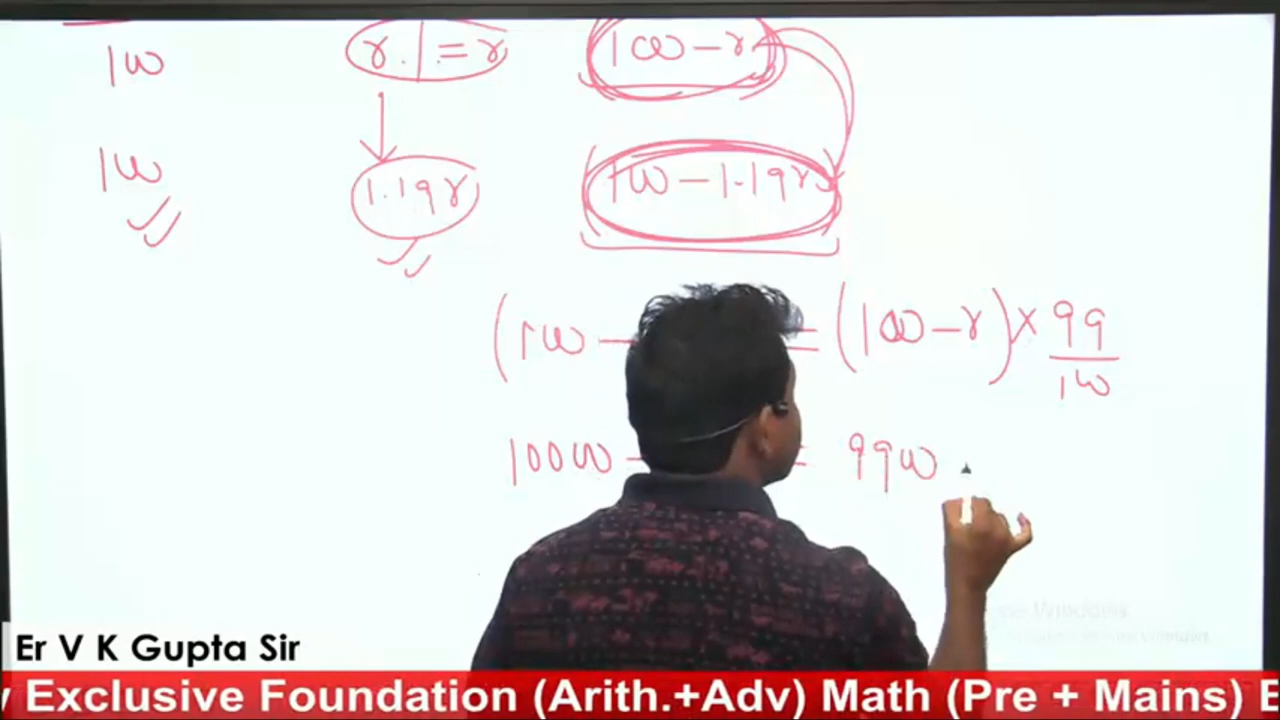 100 r.|.=r 100-r
100 1.19r 100-1.19r
(100- = (100-r)×99/100
10000- = 9900
Er V K Gupta Sir
Exclusive Foundation (Arith.+Adv) Math (Pre + Mains)